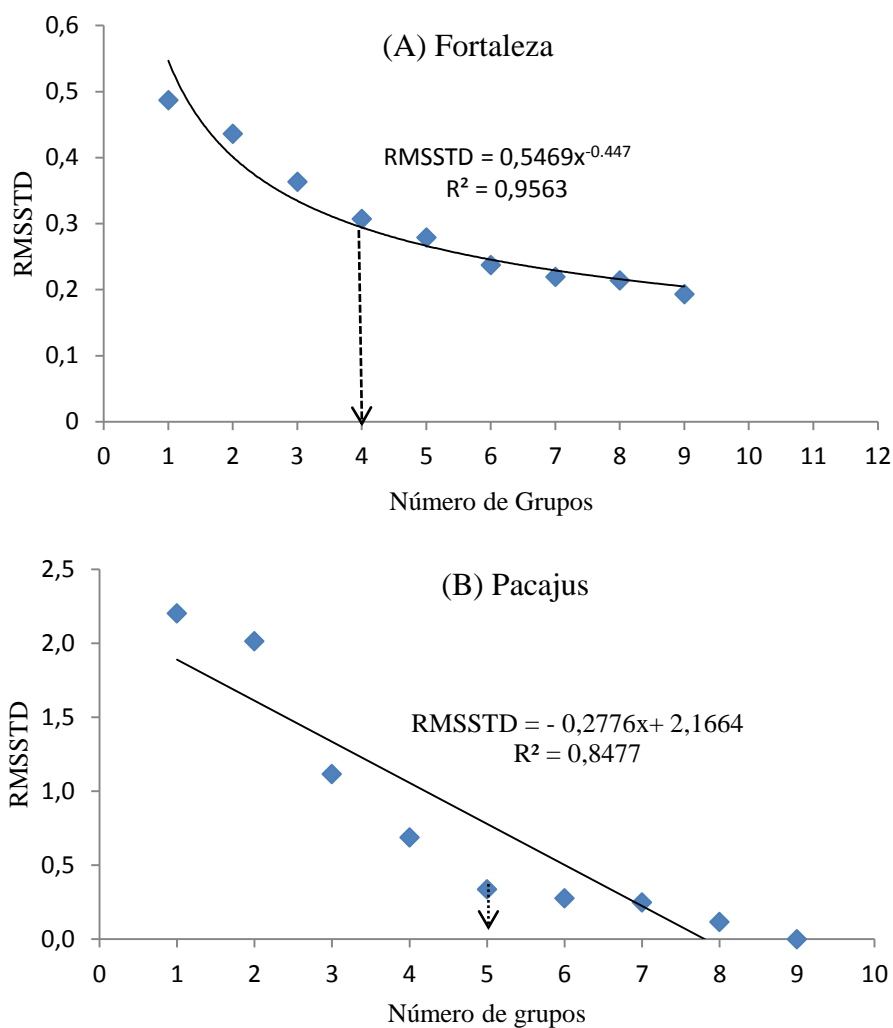 (A) Fortaleza
0,6
0,5
0,4
0,3
0,2
0,1
0
RMSSTD
RMSSTD = 0,5469x^-0.447
R² = 0,9563
0 1 2 3 4 5 6 7 8 9 10 11 12
Número de Grupos
(B) Pacajus
2,5
2,0
1,5
1,0
0,5
0,0
RMSSTD
RMSSTD = - 0,2776x+ 2,1664
R² = 0,8477
0 1 2 3 4 5 6 7 8 9 10
Número de grupos